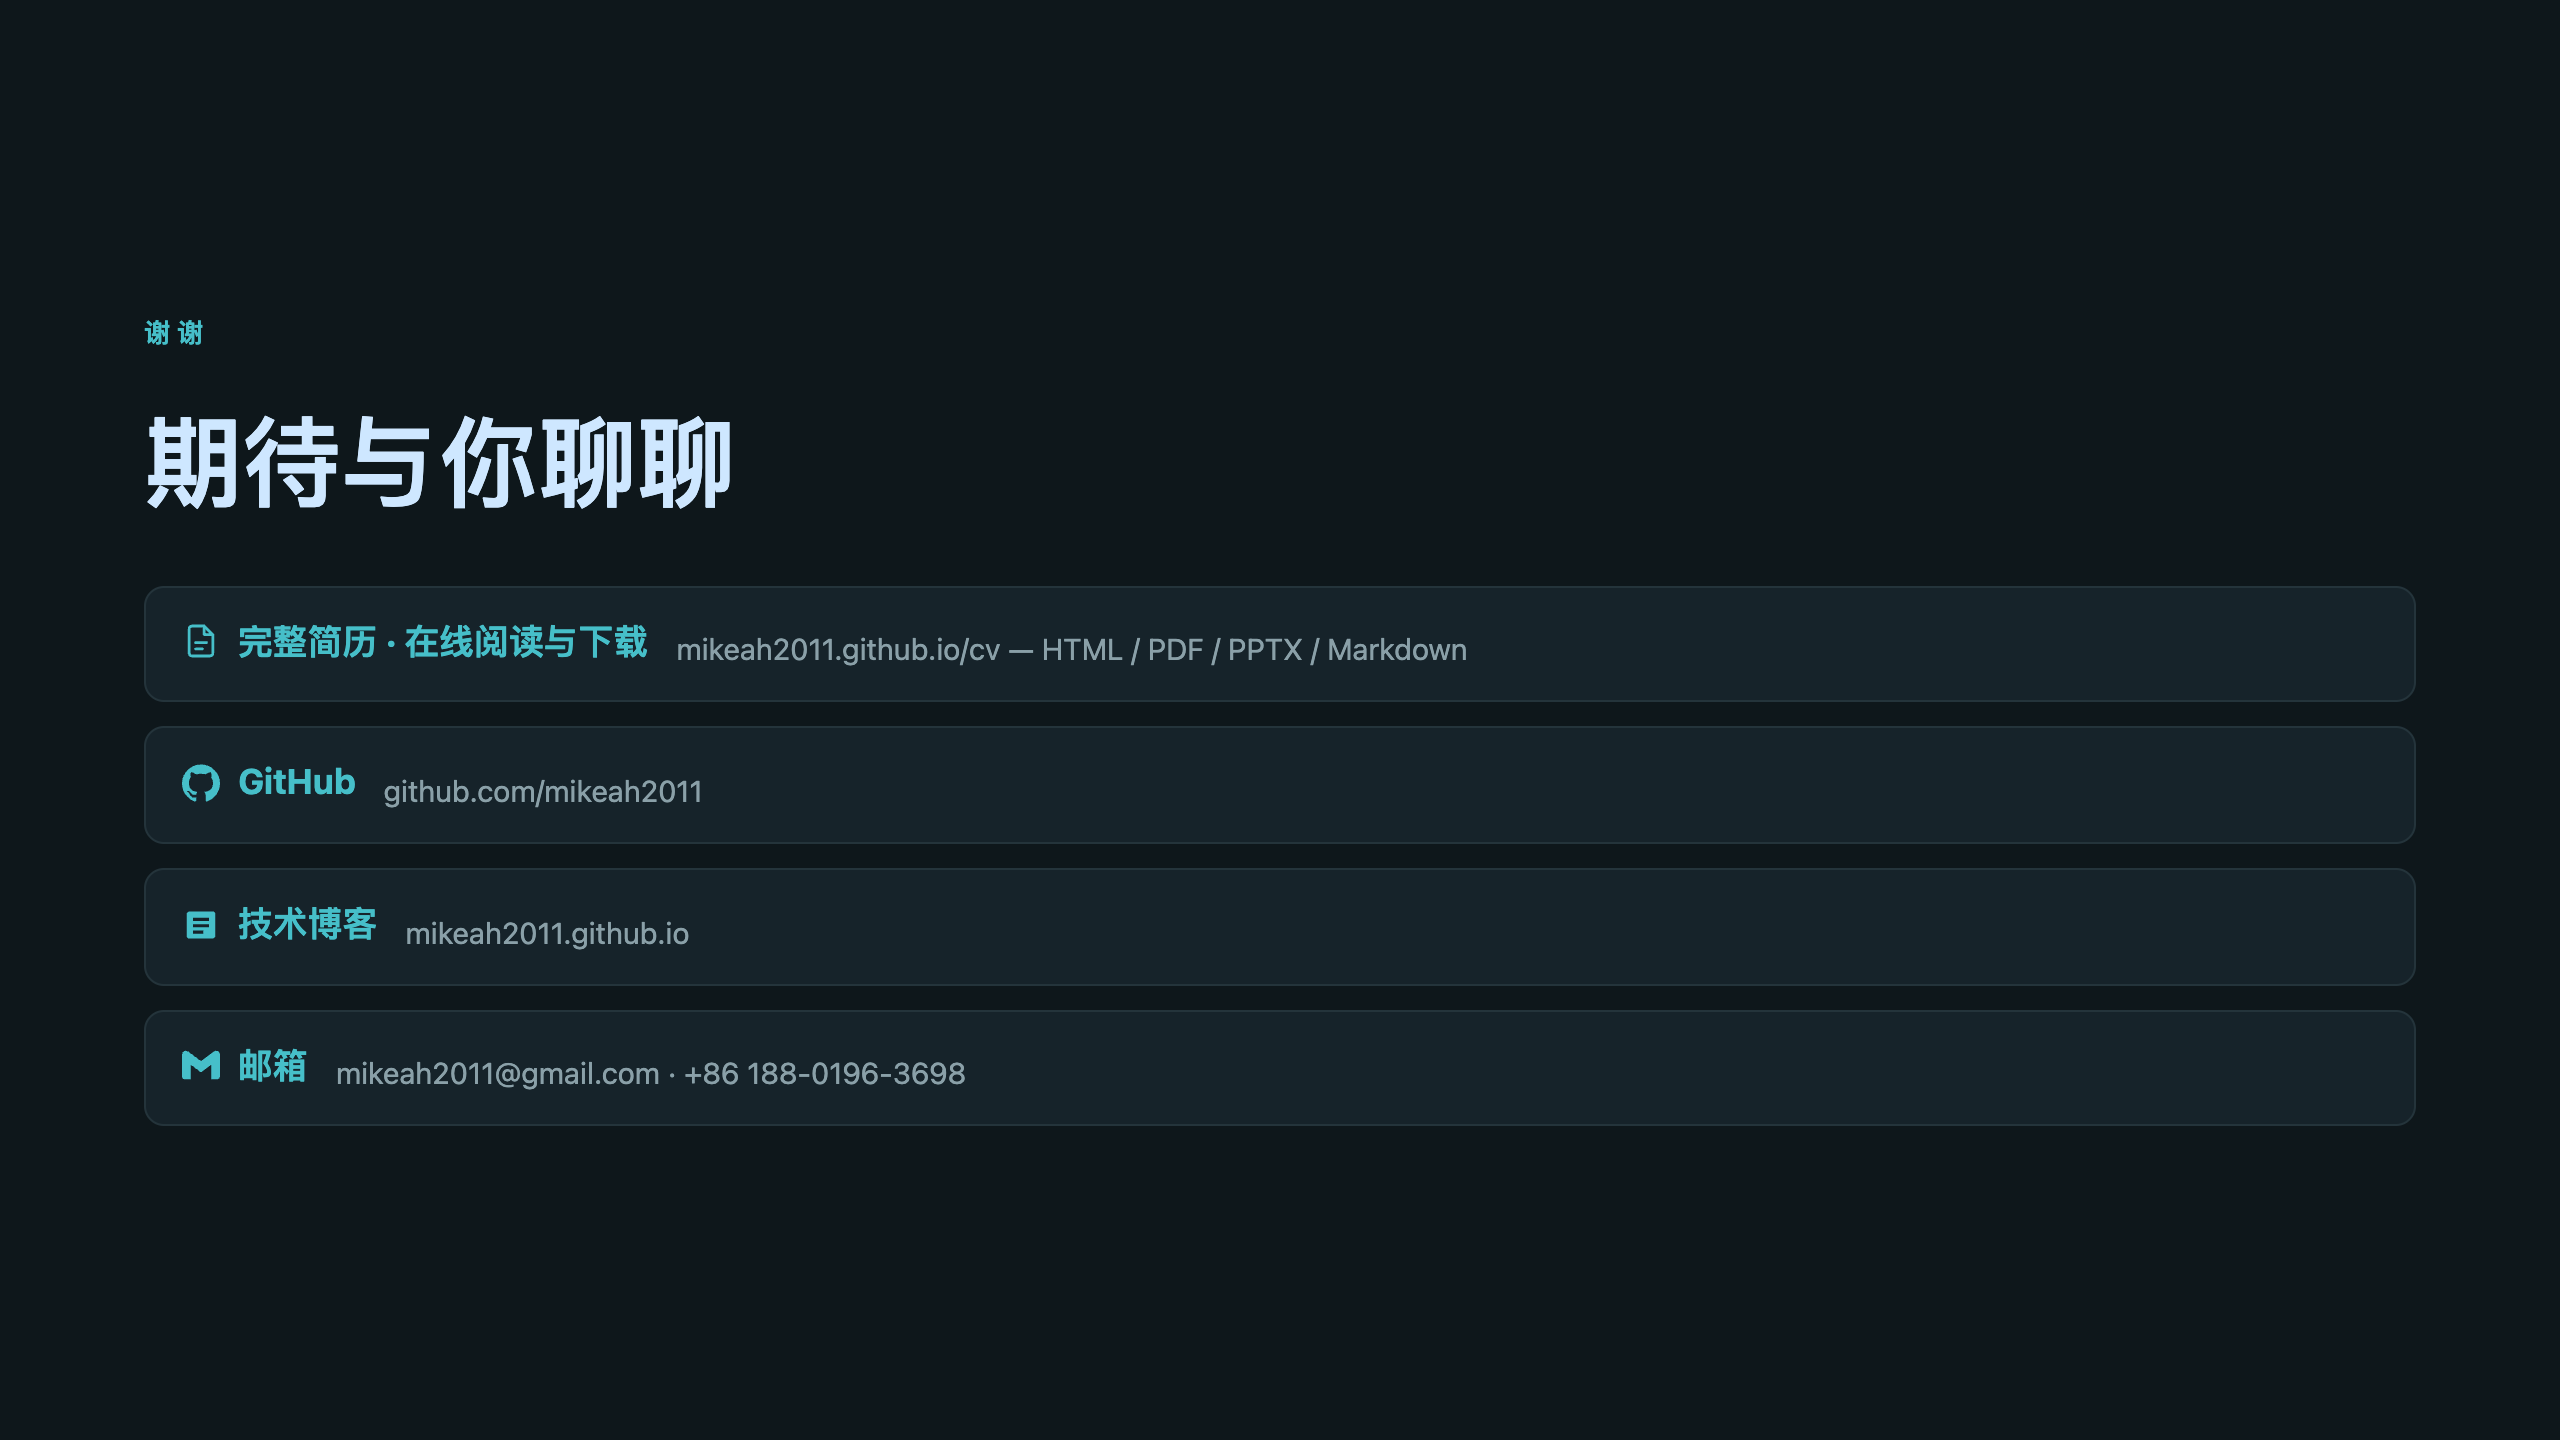 谢谢
期待与你聊聊
完整简历 · 在线阅读与下载 mikeah2011.github.io/cv — HTML / PDF / PPTX / Markdown
GitHub github.com/mikeah2011
技术博客 mikeah2011.github.io
邮箱 mikeah2011@gmail.com · +86 188-0196-3698